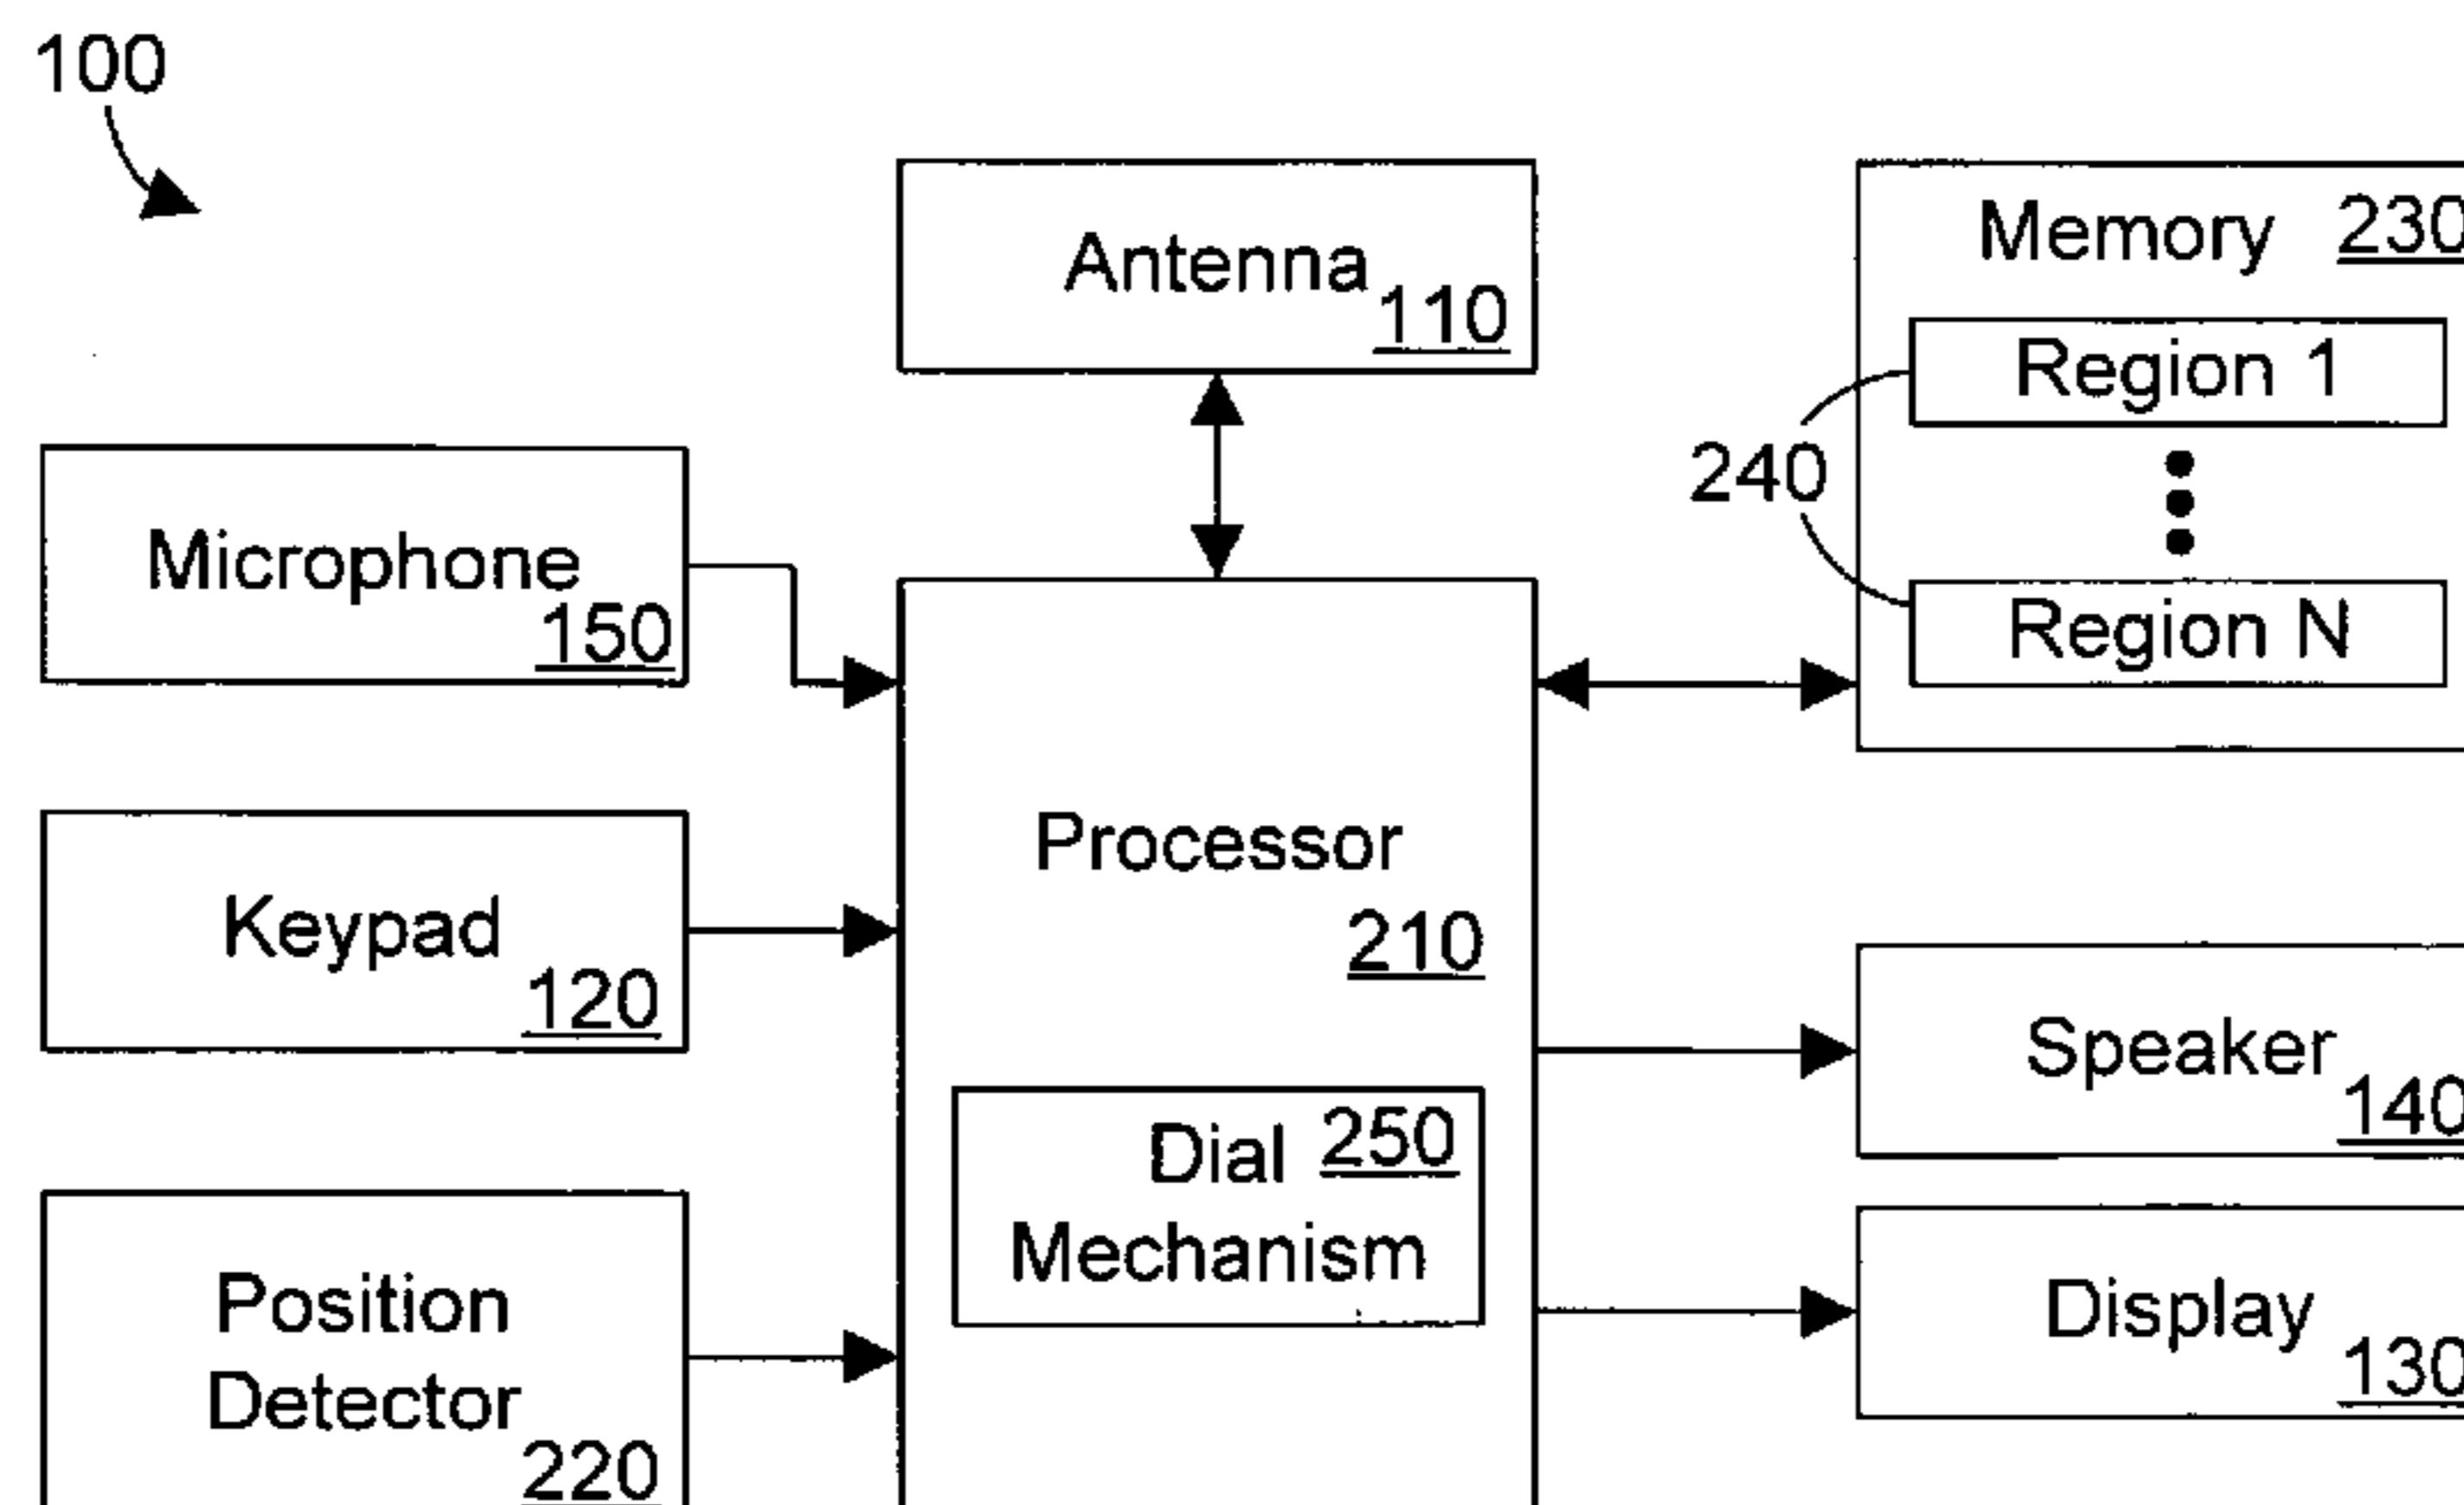 100
Antenna
110
Memory 230
Region 1
240
Region N
Microphone
150
Keypad
120
Processor
210
Dial 250
Mechanism
Position
Detector
220
Speaker
140
Display
130